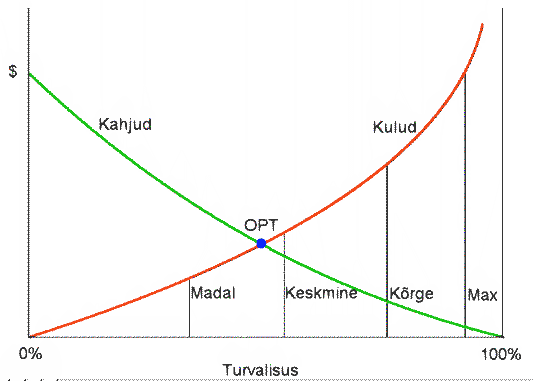 $
Kahjud
Kulud
OPT
Madal
Keskmine
Kõrge
Max
0%
100%
Turvalisus